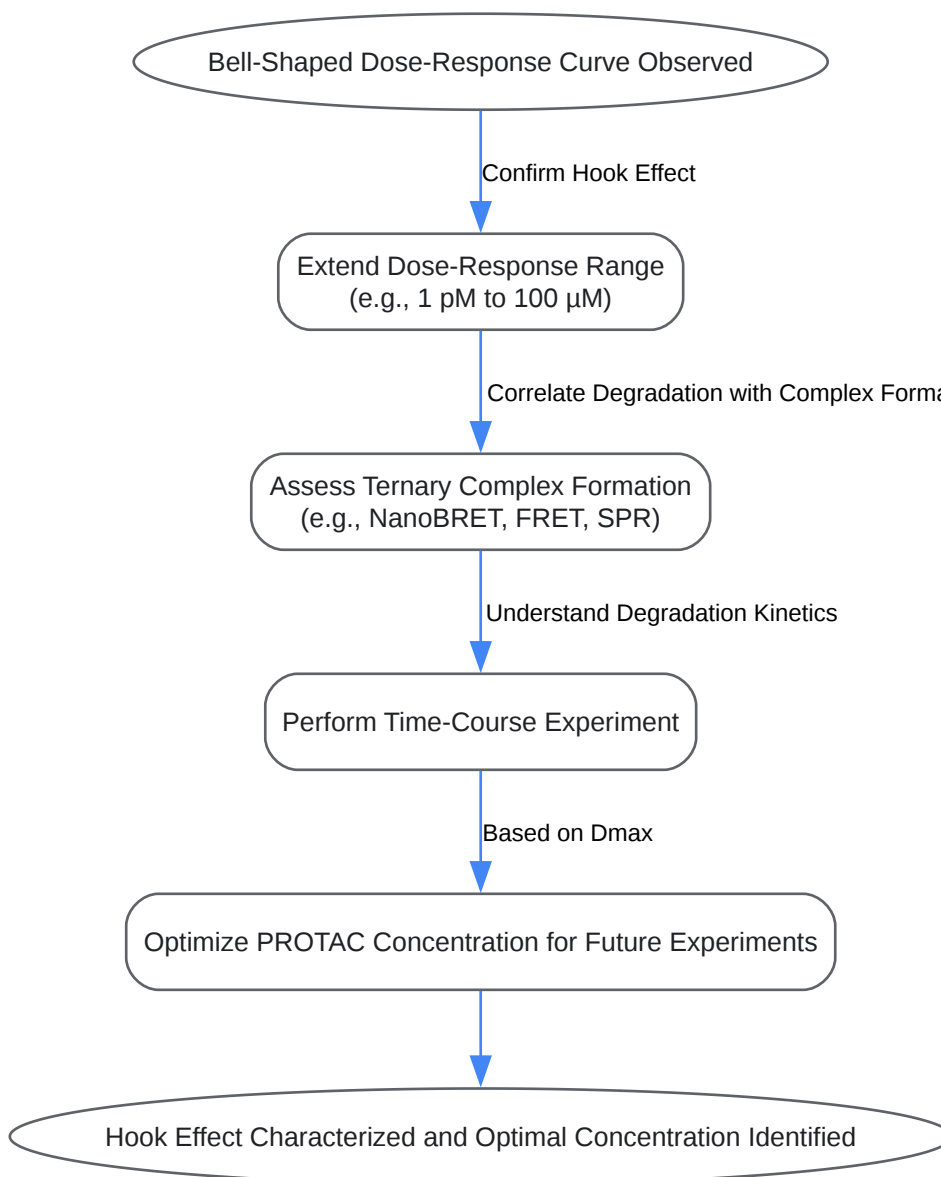 Bell-Shaped Dose-Response Curve Observed
Confirm Hook Effect
Extend Dose-Response Range
(e.g., 1 pM to 100 µM)
Correlate Degradation with Complex
Assess Ternary Complex Formation
(e.g., NanoBRET, FRET, SPR)
Understand Degradation Kinetics
Perform Time-Course Experiment
Based on Dmax
Optimize PROTAC Concentration for Future Experiments
Hook Effect Characterized and Optimal Concentration Identified